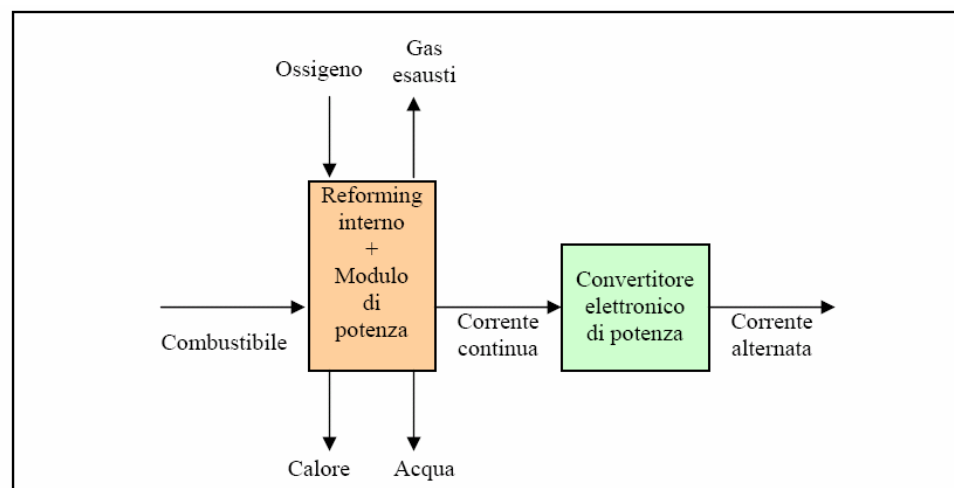 Gas
esausti
Ossigeno
Reforming
interno
+
Modulo
di
potenza
Convertitore
elettronico
di potenza
Combustibile
Corrente
continua
Corrente
alternata
Calore
Acqua